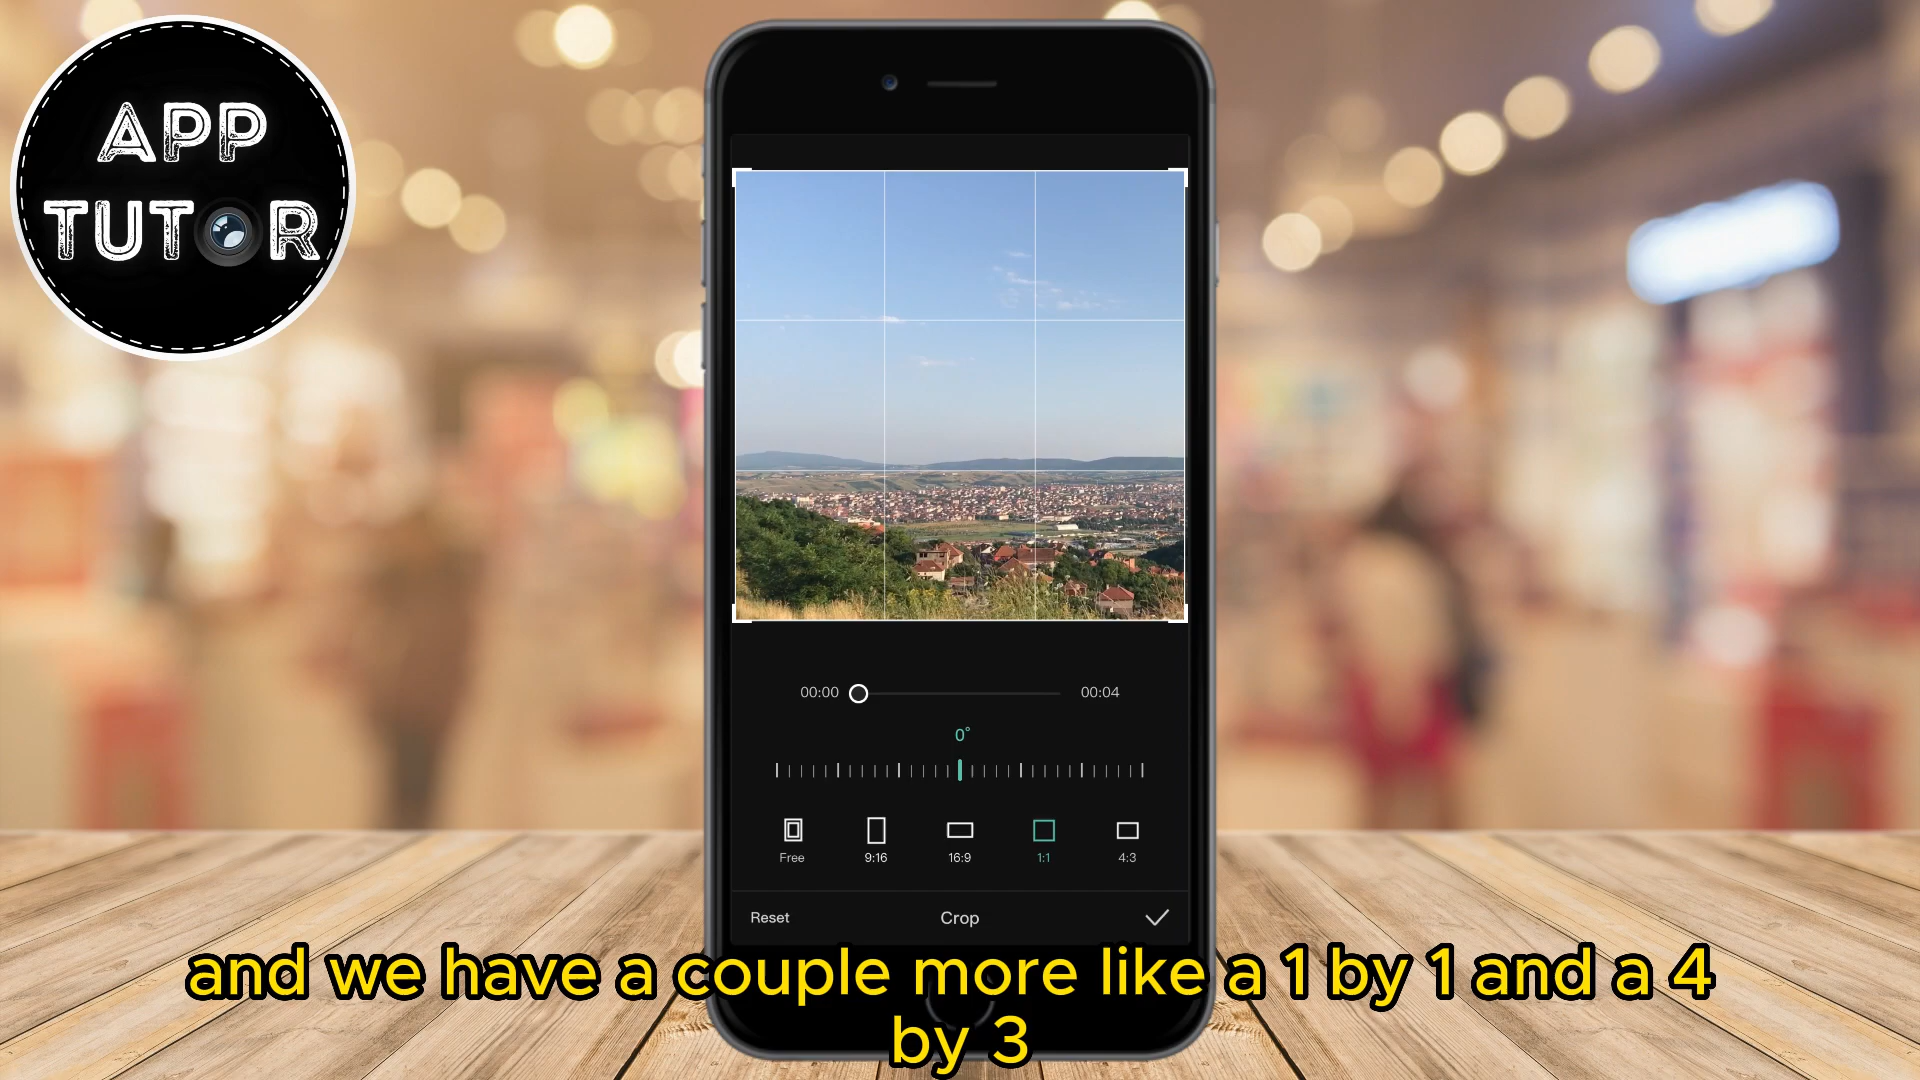 APP
TUTOR
00:00
00:04
0°
Free
9:16
16:9
1:1
4:3
Reset
Crop
and we have a couple more like a 1 by 1 and a 4
by 3